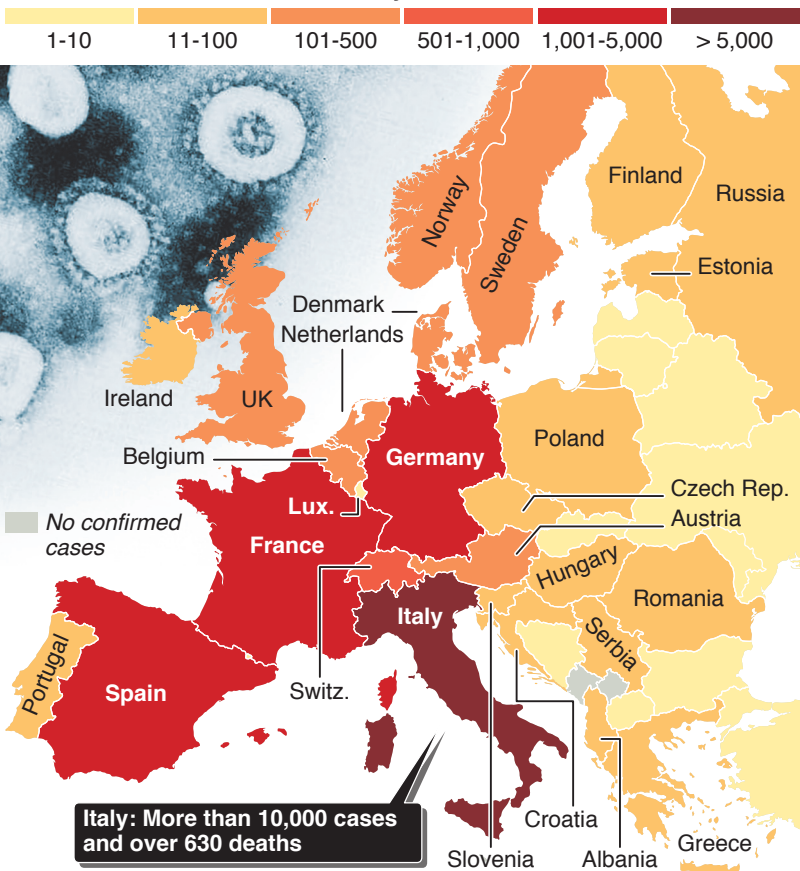 1-10 11-100 101-500 501-1,000 1,001-5,000 > 5,000
Finland
Russia
Norway
Sweden
Estonia
Denmark
Netherlands
Ireland
UK
Poland
Belgium
Germany
Czech Rep.
Lux.
Austria
No confirmed
cases
France
Hungary
Romania
Italy
Serbia
Portugal
Spain
Switz.
Italy: More than 10,000 cases
and over 630 deaths
Croatia
Greece
Slovenia
Albania